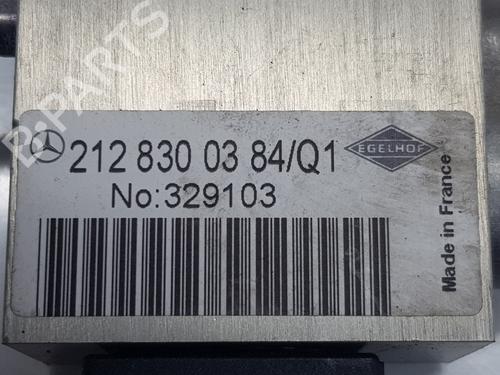 B-PARTS
212 830 03 84/Q1
EGELHOF
No:329103
Made in France